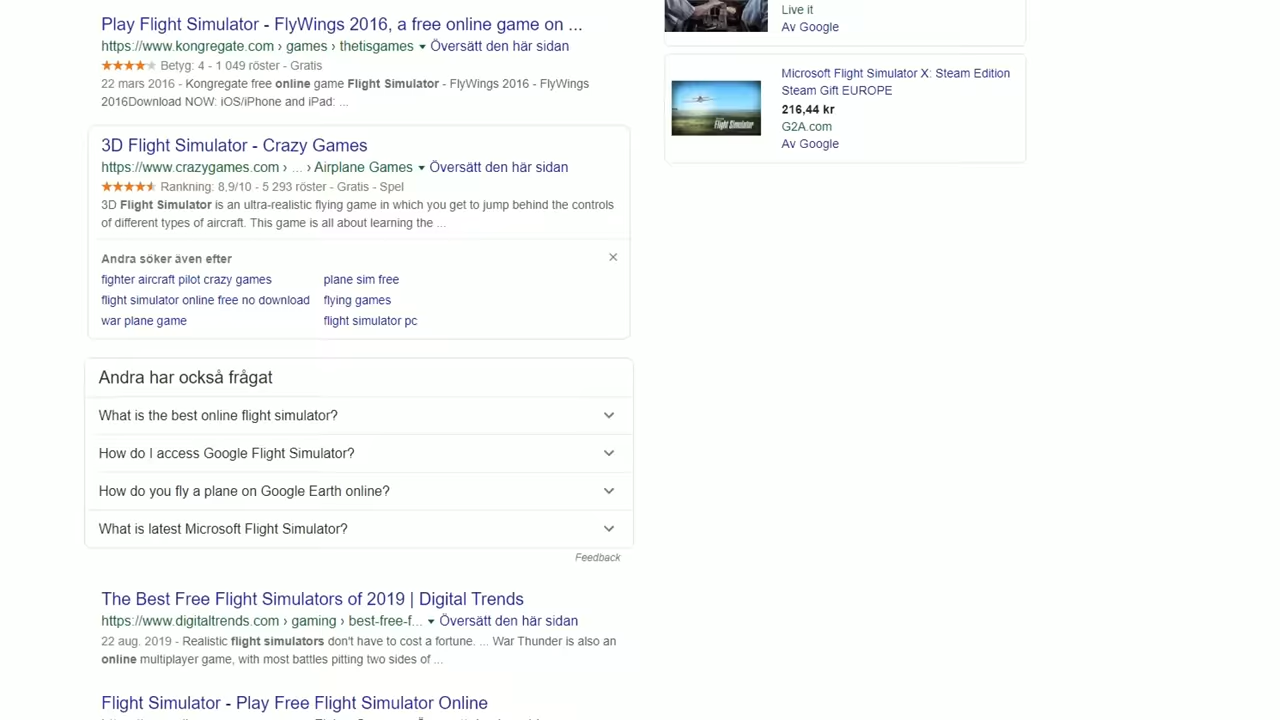 Play Flight Simulator - FlyWings 2016, a free online game on ...
https://www.kongregate.com › games › thetisgames ▾ Översätt den här sidan
Betyg: 4 - 1 049 röster - Gratis
22 mars 2016 - Kongregate free online game Flight Simulator - FlyWings 2016 - FlyWings
2016Download NOW: iOS/iPhone and iPad: ...
3D Flight Simulator - Crazy Games
https://www.crazygames.com › ... › Airplane Games ▾ Översätt den här sidan
Rankning: 8,9/10 - 5 293 röster - Gratis - Spel
3D Flight Simulator is an ultra-realistic flying game in which you get to jump behind the controls
of different types of aircraft. This game is all about learning the ...
Andra söker även efter
fighter aircraft pilot crazy games
plane sim free
flight simulator online free no download
flying games
war plane game
flight simulator pc
Andra har också frågat
What is the best online flight simulator?
How do I access Google Flight Simulator?
How do you fly a plane on Google Earth online?
What is latest Microsoft Flight Simulator?
Feedback
The Best Free Flight Simulators of 2019 | Digital Trends
https://www.digitaltrends.com › gaming › best-free-f... ▾ Översätt den här sidan
22 aug. 2019 - Realistic flight simulators don't have to cost a fortune. ... War Thunder is also an
online multiplayer game, with most battles pitting two sides of ...
Flight Simulator - Play Free Flight Simulator Online
Live it
Av Google
Microsoft Flight Simulator X: Steam Edition
Steam Gift EUROPE
216,44 kr
G2A.com
Av Google
Flight Simulator